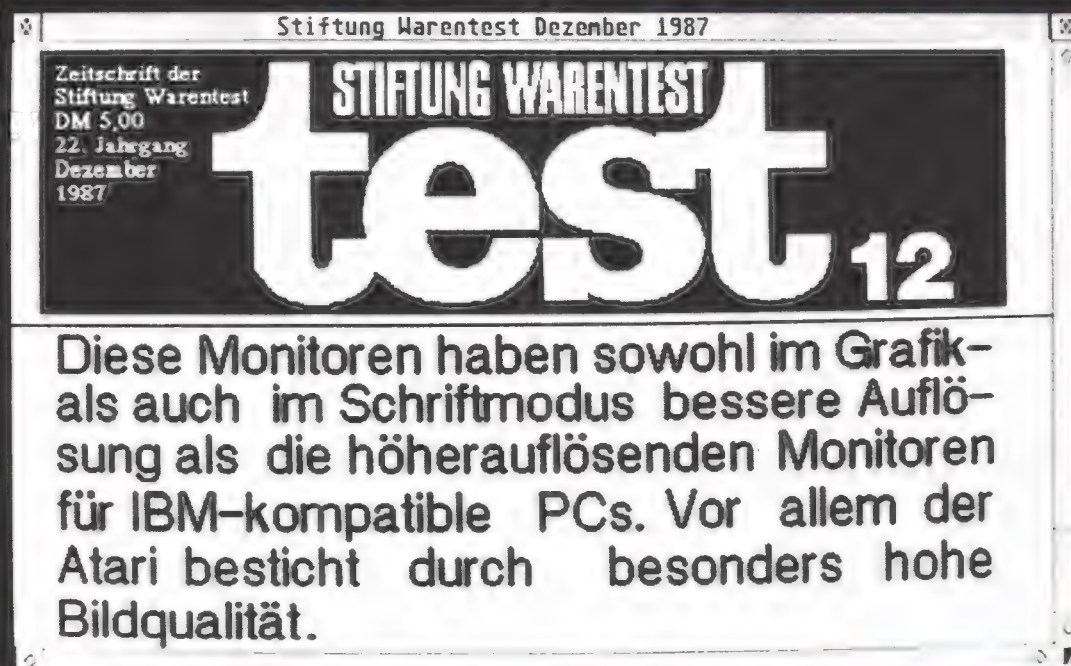 Stiftung Warentest Dezember 1987
Zeitschrift der
Stiftung Warentest
DM 5,00
22. Jahrgang
Dezember
1987
STIFTUNG WARENTEST
test 12
Diese Monitoren haben sowohl im Grafik-
als auch im Schriftmodus bessere Auflö-
sung als die höherauflösenden Monitoren
für IBM-kompatible PCs. Vor allem der
Atari besticht durch besonders hohe
Bildqualität.